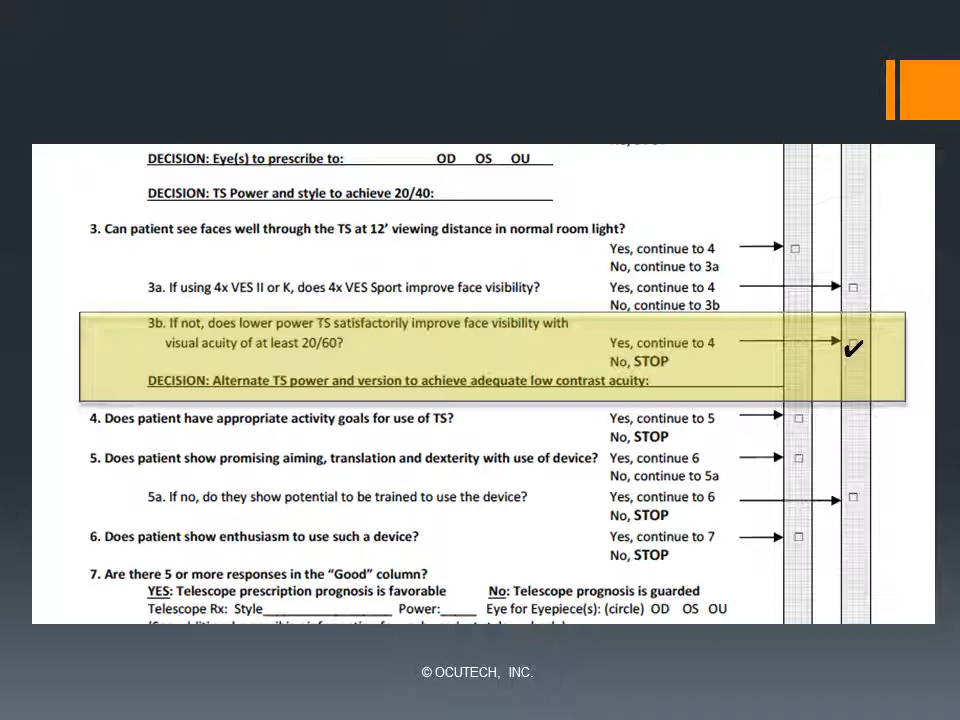 DECISION: Eye(s) to prescribe to: OD OS OU
DECISION: TS Power and style to achieve 20/40:
3. Can patient see faces well through the TS at 12’ viewing distance in normal room light?
Yes, continue to 4
No, continue to 3a
3a. If using 4x VES II or K, does 4x VES Sport improve face visibility? Yes, continue to 4
No, continue to 3b
3b. If not, does lower power TS satisfactorily improve face visibility with
visual acuity of at least 20/60? Yes, continue to 4
No, STOP
DECISION: Alternate TS power and version to achieve adequate low contrast acuity:
4. Does patient have appropriate activity goals for use of TS? Yes, continue to 5
No, STOP
5. Does patient show promising aiming, translation and dexterity with use of device? Yes, continue 6
No, continue to 5a
5a. If no, do they show potential to be trained to use the device? Yes, continue to 6
No, STOP
6. Does patient show enthusiasm to use such a device? Yes, continue to 7
No, STOP
7. Are there 5 or more responses in the “Good” column?
YES: Telescope prescription prognosis is favorable No: Telescope prognosis is guarded
Telescope Rx: Style Power: Eye for Eyepiece(s): (circle) OD OS OU
© OCUTECH, INC.